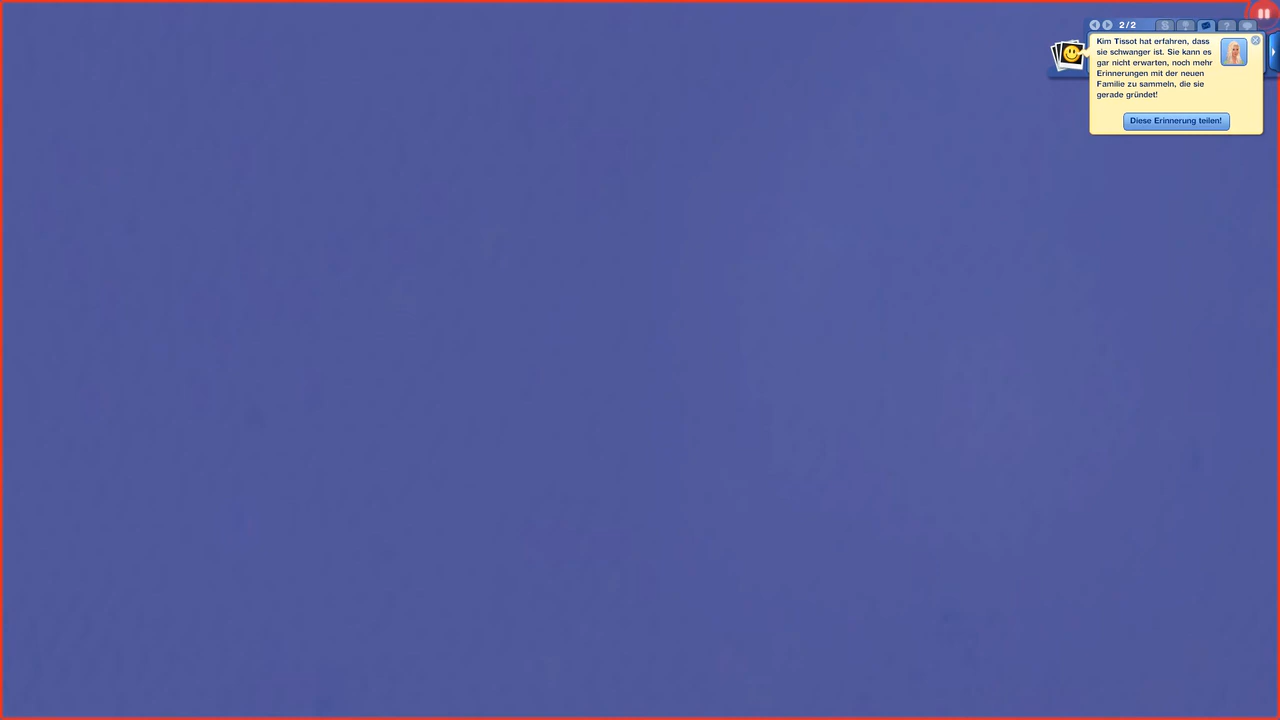 2/2
Kim Tissot hat erfahren, dass
sie schwanger ist. Sie kann es
gar nicht erwarten, noch mehr
Erinnerungen mit der neuen
Familie zu sammeln, die sie
gerade gründet!
Diese Erinnerung teilen!